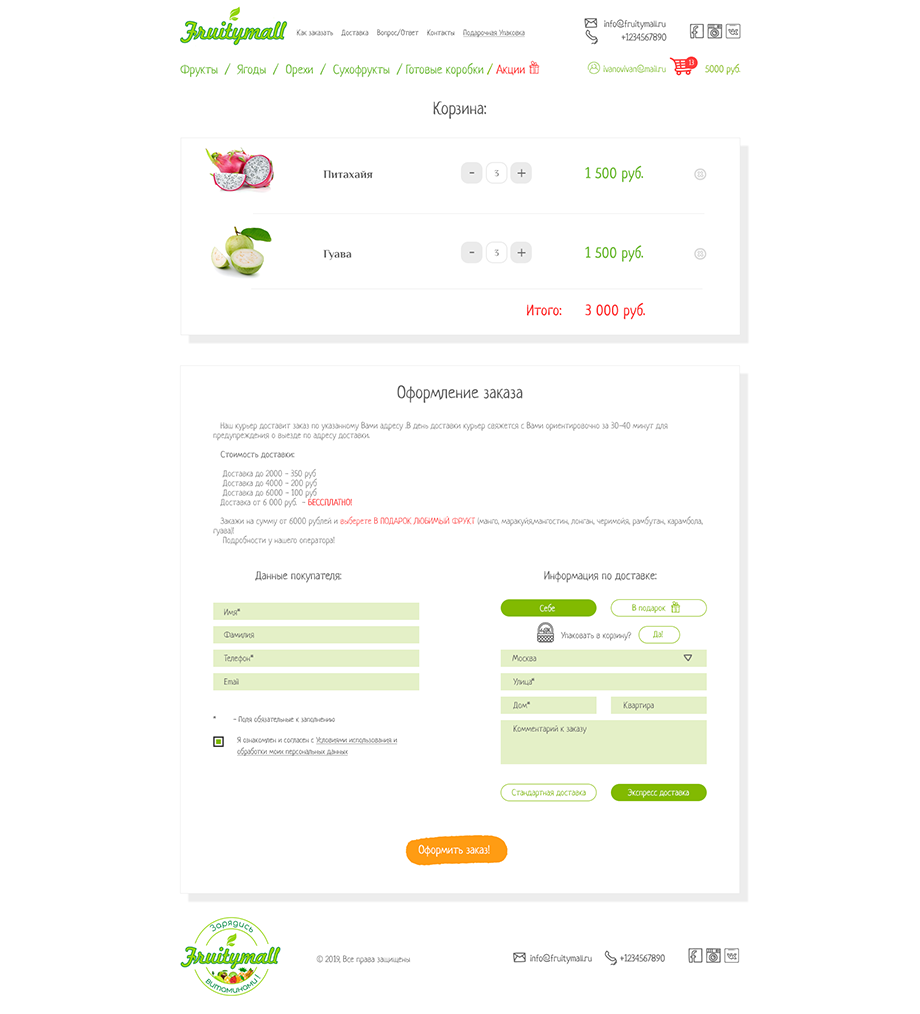 Fruitymall
Как заказать Доставка Вопрос/Ответ Контакты Подарочная Упаковка
info@fruitymall.ru
+1234567890
Фрукты / Ягоды / Орехи / Сухофрукты / Готовые коробки / Акции
ivanovivan@mail.ru 13 5000 руб.
Корзина:
Питахайя - 3 + 1 500 руб.
Гуава - 3 + 1 500 руб.
Итого: 3 000 руб.
Оформление заказа
Наш курьер доставит заказ по указанному Вами адресу .В день доставки курьер свяжется с Вами ориентировочно за 30-40 минут для
предупреждения о выезде по адресу доставки.
Стоимость доставки:
Доставка до 2000 - 350 руб
Доставка до 4000 - 200 руб
Доставка до 6000 - 100 руб
Доставка от 6 000 руб. - БЕССПЛАТНО!
Закажи на сумму от 6000 рублей и выберете В ПОДАРОК ЛЮБИМЫЙ ФРУКТ (манго, маракуйя,мангостин, лонган, черимойя, рамбутан, карамбола,
гуава)!
Подробности у нашего оператора!
Данные покупателя:
Имя*
Фамилия
Телефон*
Email
* - Поля обязательные к заполнению
Я ознакомлен и согласен с Условиями использования и
обработки моих персональных данных
Информация по доставке:
Себе В подарок
Упаковать в корзину? Да!
Москва
Улица*
Дом* Квартира
Комментарий к заказу
Стандартная доставка Экспресс доставка
Оформить заказ!
Зарядись
Fruitymall
витаминами!
© 2019, Все права защищены
info@fruitymall.ru +1234567890